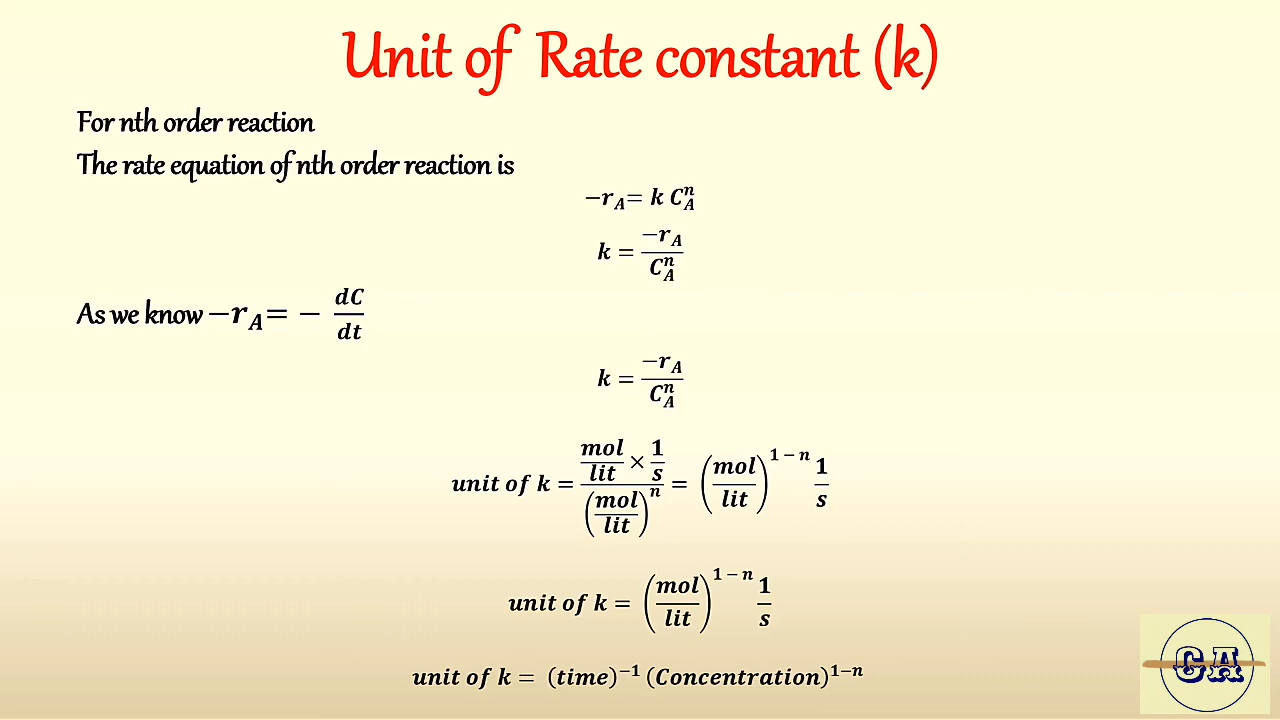 Unit of Rate constant (k)
For nth order reaction
The rate equation of nth order reaction is
−r_A = k C_A^n
k = −r_A / C_A^n
As we know −r_A = − dC/dt
k = −r_A / C_A^n
unit of k = (mol/lit × 1/s) / (mol/lit)^n = (mol/lit)^(1−n) 1/s
unit of k = (mol/lit)^(1−n) 1/s
unit of k = (time)^−1 (Concentration)^1−n
CA